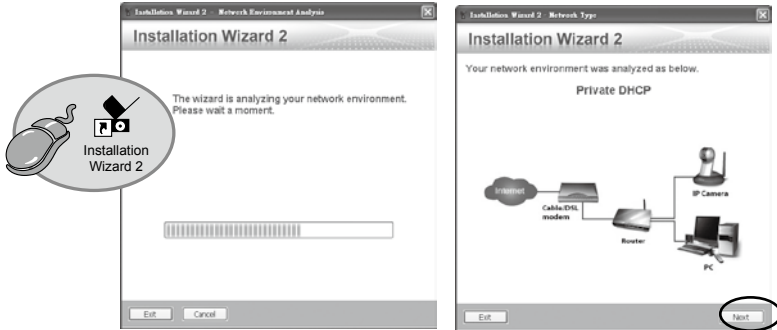 Installation Wizard 2 - Network Environment Analysis
Installation Wizard 2
The wizard is analyzing your network environment.
Please wait a moment.
Installation
Wizard 2
Exit
Cancel
Installation Wizard 2 - Network Type
Installation Wizard 2
Your network environment was analyzed as below.
Private DHCP
Internet
Cable/DSL
modem
IP Camera
Router
PC
Exit
Next